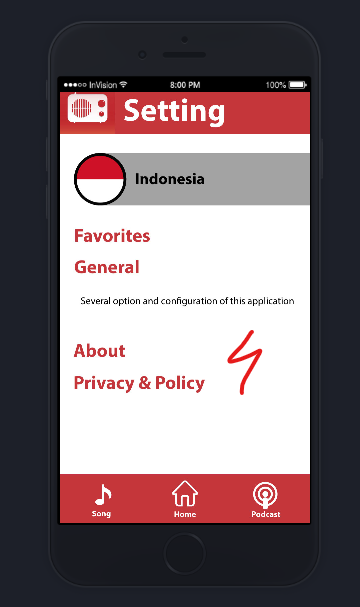 InVision 8:00 PM 100%
Setting
Indonesia
Favorites
General
Several option and configuration of this application
About
Privacy & Policy
Song Home Podcast